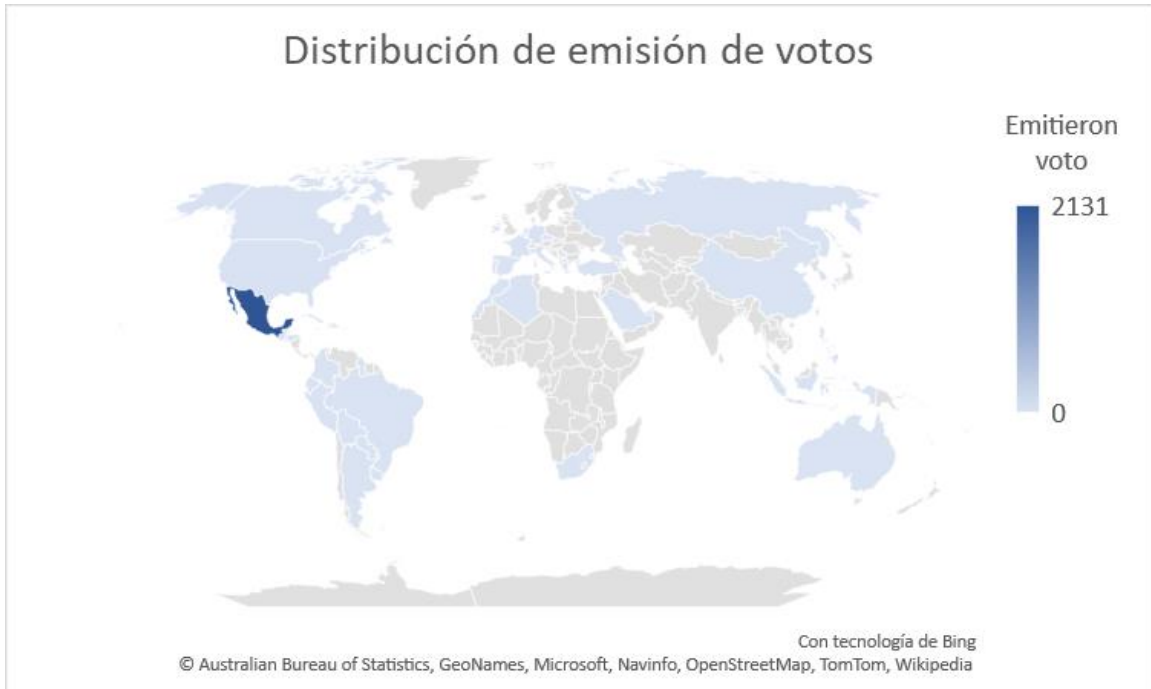 Distribución de emisión de votos
Emitieron
voto
2131
0
Con tecnología de Bing
© Australian Bureau of Statistics, GeoNames, Microsoft, Navinfo, OpenStreetMap, TomTom, Wikipedia